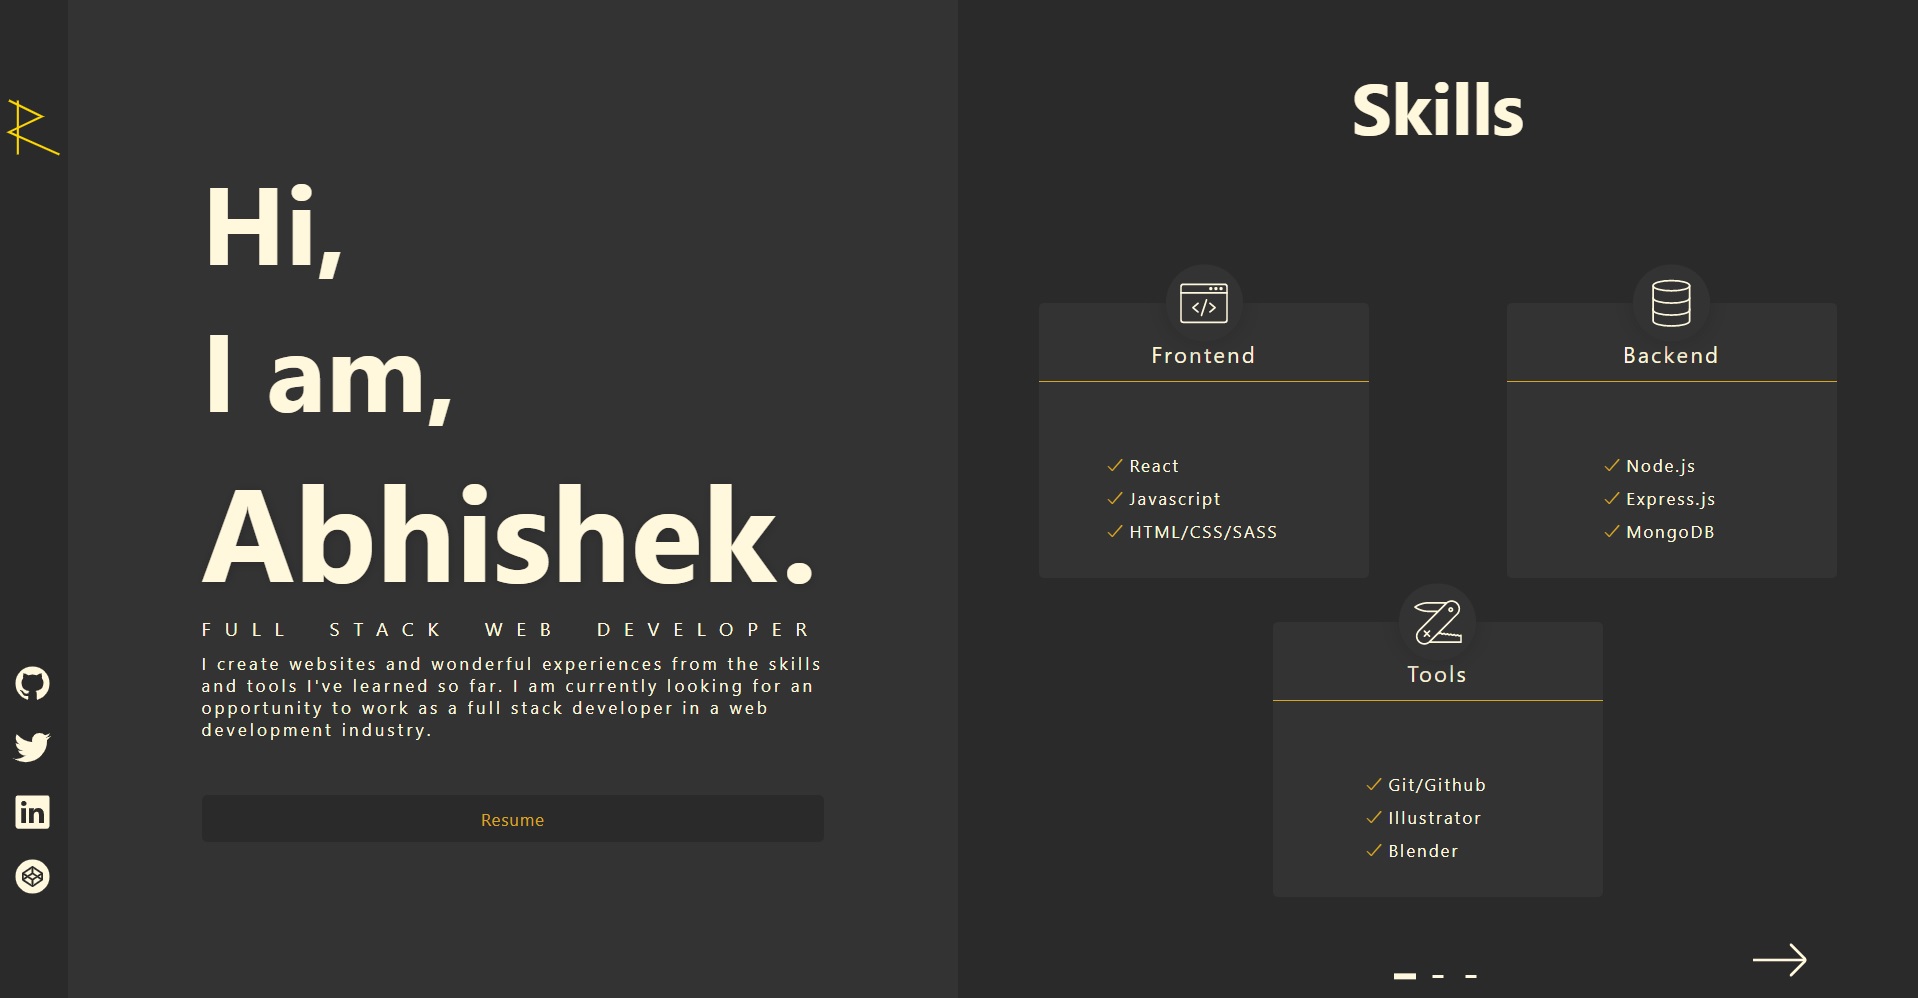 Hi,
I am,
Abhishek.
FULL STACK WEB DEVELOPER
I create websites and wonderful experiences from the skills
and tools I've learned so far. I am currently looking for an
opportunity to work as a full stack developer in a web
development industry.
Resume
Skills
Frontend
React
Javascript
HTML/CSS/SASS
Backend
Node.js
Express.js
MongoDB
Tools
Git/Github
Illustrator
Blender